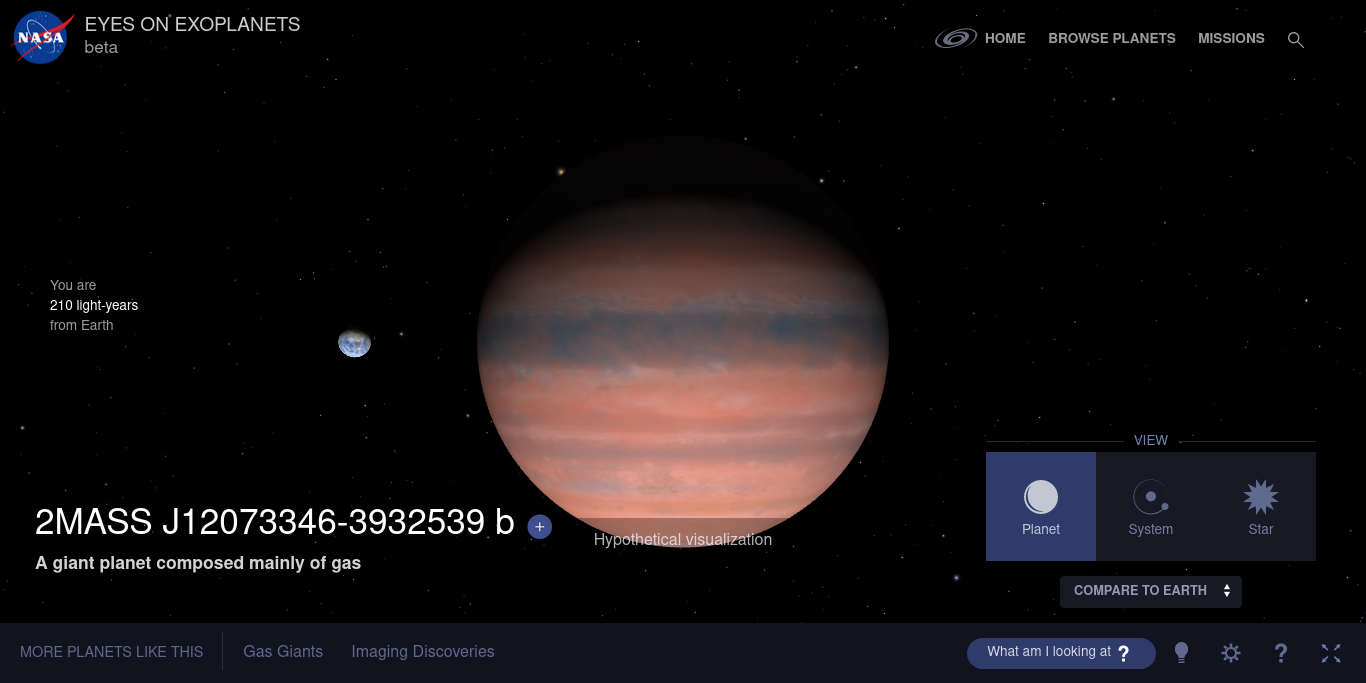 NASA
EYES ON EXOPLANETS
beta
HOME
BROWSE PLANETS
MISSIONS
You are
210 light-years
from Earth
VIEW
Planet
System
Star
2MASS J12073346-3932539 b
+
Hypothetical visualization
A giant planet composed mainly of gas
COMPARE TO EARTH
MORE PLANETS LIKE THIS
Gas Giants
Imaging Discoveries
What am I looking at ?
?